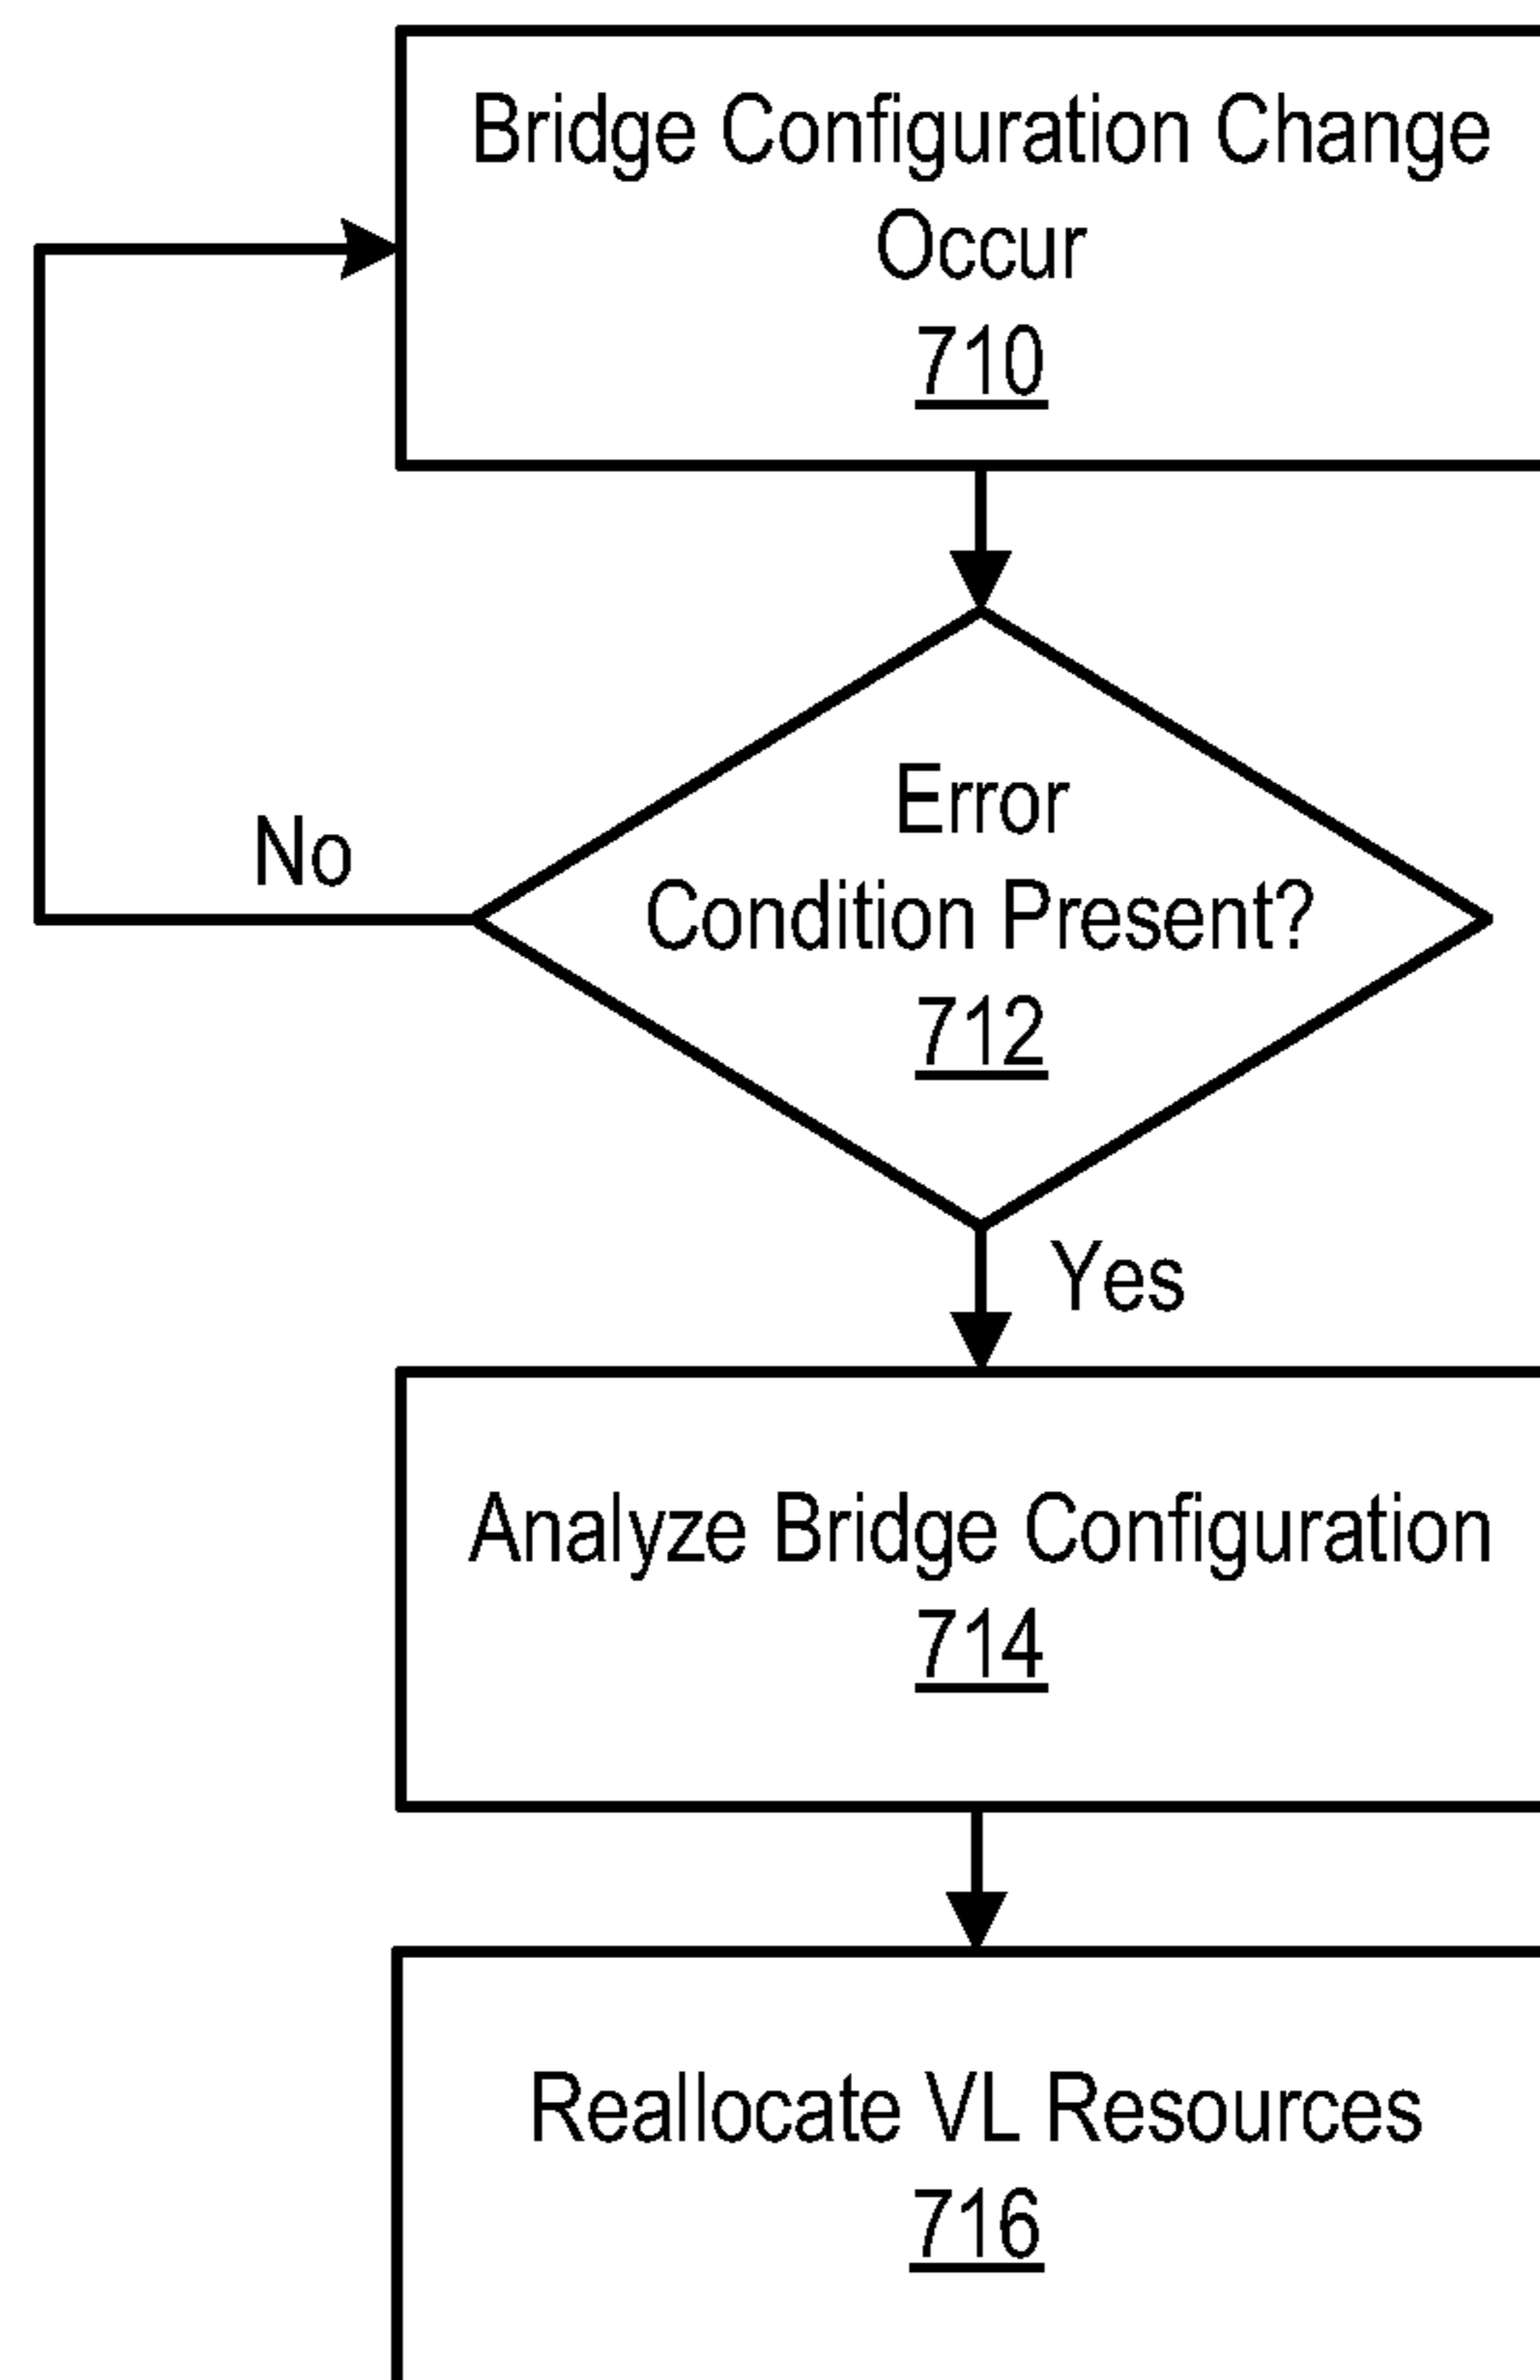 Bridge Configuration Change
Occur
710
Error
Condition Present?
712
No
Yes
Analyze Bridge Configuration
714
Reallocate VL Resources
716